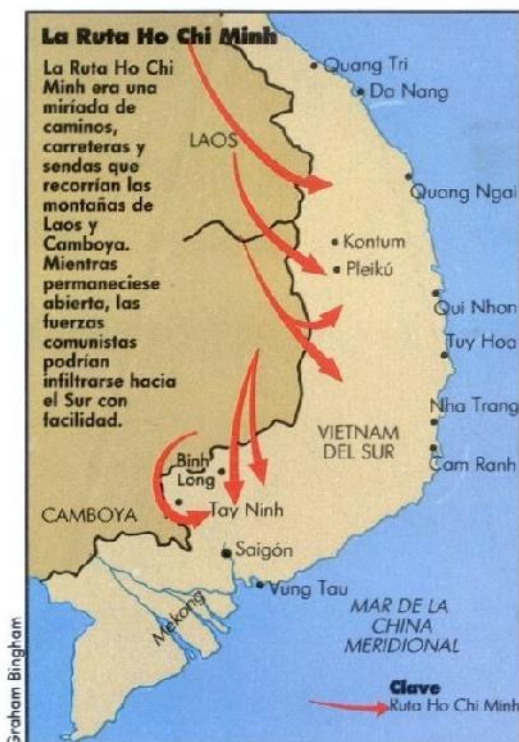 La Ruta Ho Chi Minh
La Ruta Ho Chi
Minh era una
miríada de
caminos,
carreteras y
sendas que
recorrían las
montañas de
Laos y
Camboya.
Mientras
permaneciese
abierta, las
fuerzas
comunistas
podrían
infiltrarse hacia
el Sur con
facilidad.
LAOS
Quang Tri
Da Nang
Quang Ngai
Kontum
Pleikú
Qui Nhon
Tuy Hoa
Nha Trang
VIETNAM
DEL SUR
Cam Ranh
Binh
Long
CAMBOYA
Tay Ninh
Saigón
Vung Tau
Mekong
MAR DE LA
CHINA
MERIDIONAL
Clave
Ruta Ho Chi Minh
Graham Bingham